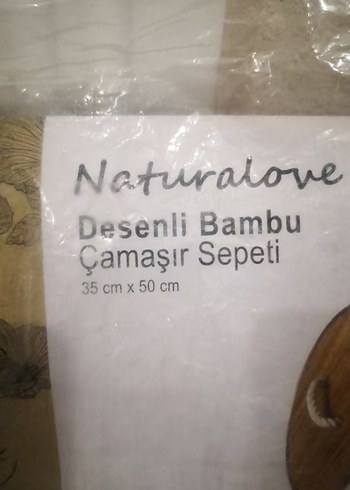 Naturalove
Desenli Bambu
Çamaşır Sepeti
35 cm x 50 cm